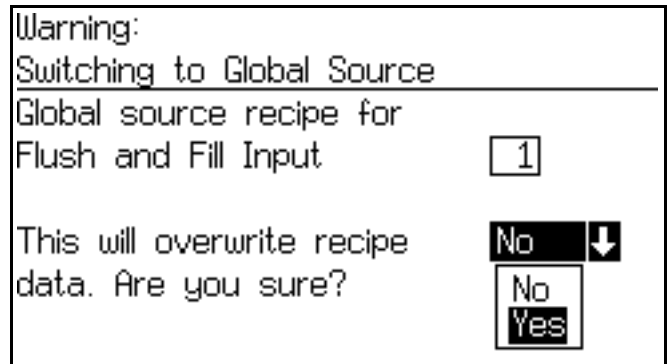 Warning:
Switching to Global Source
Global source recipe for
Flush and Fill Input 1
This will overwrite recipe No
data. Are you sure? No
Yes